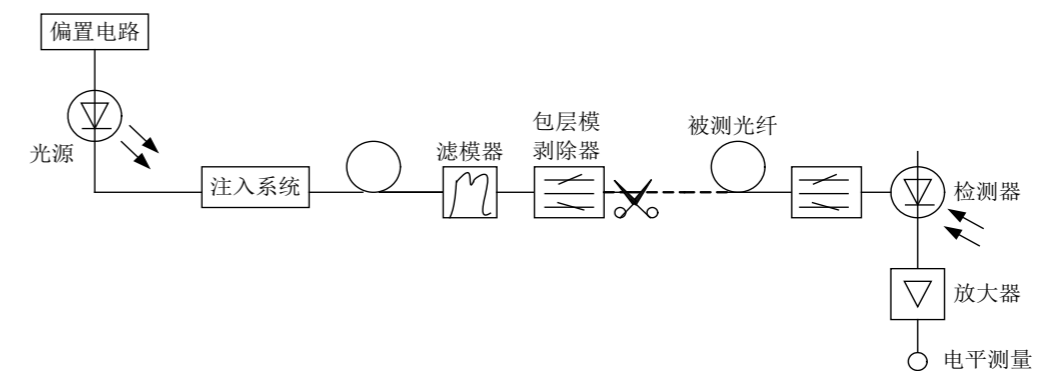 偏置电路
光源
注入系统
滤模器
包层模
剥除器
被测光纤
检测器
放大器
电平测量